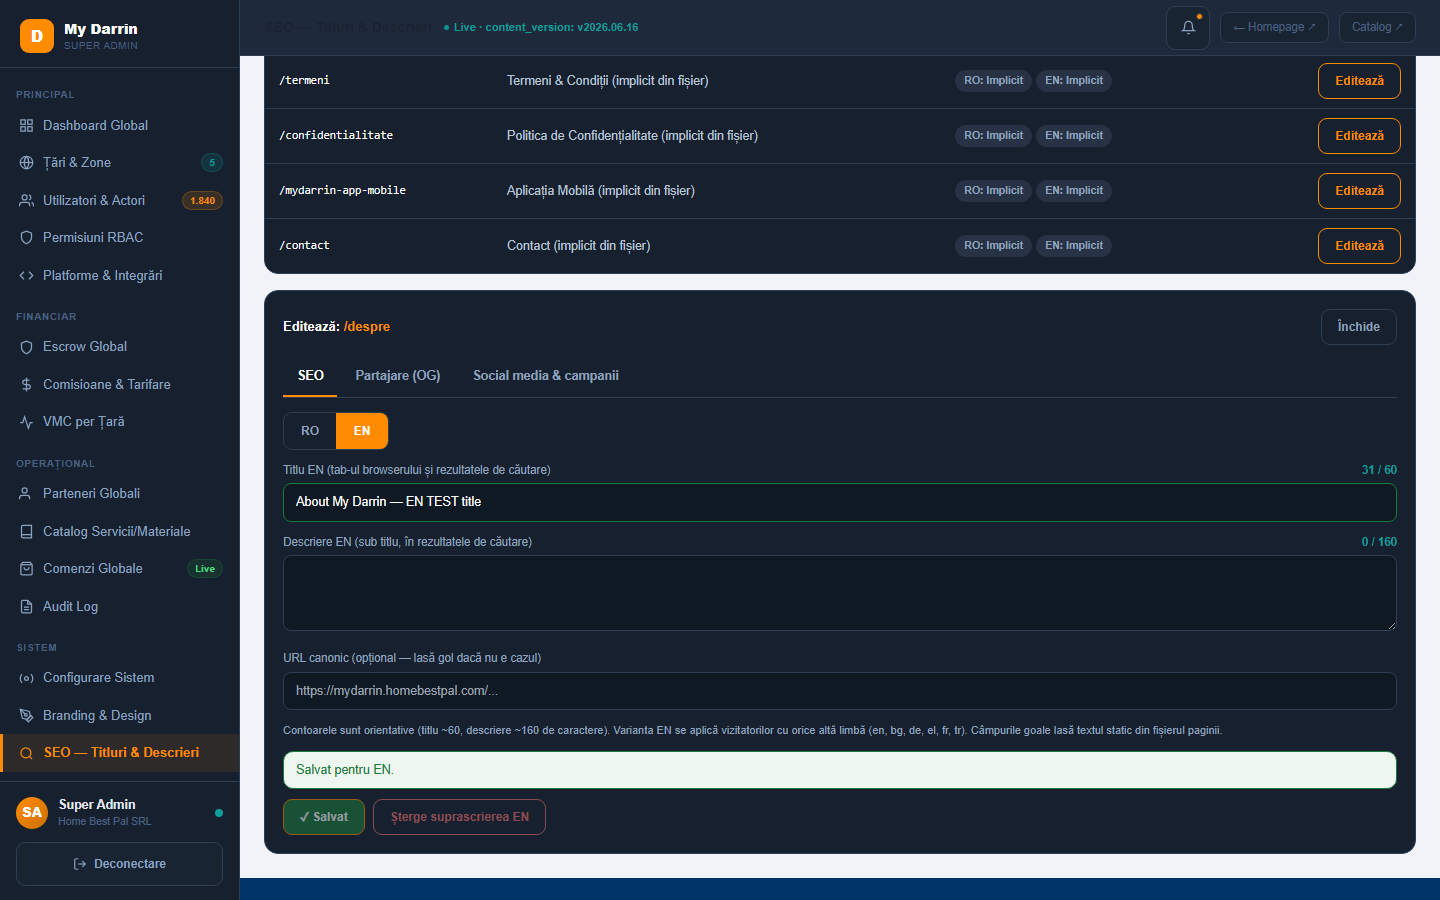 D
My Darrin
SUPER ADMIN
PRINCIPAL
Dashboard Global
Țări & Zone
5
Utilizatori & Actori
1.840
Permisiuni RBAC
Platforme & Integrări
FINANCIAR
Escrow Global
Comisioane & Tarifare
VMC per Țară
OPERAȚIONAL
Parteneri Globali
Catalog Servicii/Materiale
Comenzi Globale
Live
Audit Log
SISTEM
Configurare Sistem
Branding & Design
SEO — Titluri & Descrieri
SA
Super Admin
Home Best Pal SRL
Deconectare
SEO — Titluri & Descrieri
● Live · content_version: v2026.06.16
← Homepage ↗
Catalog ↗
/termeni
Termeni & Condiții (implicit din fișier)
RO: Implicit
EN: Implicit
Editează
/confidentialitate
Politica de Confidențialitate (implicit din fișier)
RO: Implicit
EN: Implicit
Editează
/mydarrin-app-mobile
Aplicația Mobilă (implicit din fișier)
RO: Implicit
EN: Implicit
Editează
/contact
Contact (implicit din fișier)
RO: Implicit
EN: Implicit
Editează
Editează: /despre
Închide
SEO
Partajare (OG)
Social media & campanii
RO
EN
Titlu EN (tab-ul browserului și rezultatele de căutare)
31 / 60
About My Darrin — EN TEST title
Descriere EN (sub titlu, în rezultatele de căutare)
0 / 160
URL canonic (opțional — lasă gol dacă nu e cazul)
https://mydarrin.homebestpal.com/...
Contoarele sunt orientative (titlu ~60, descriere ~160 de caractere). Varianta EN se aplică vizitatorilor cu orice altă limbă (en, bg, de, el, fr, tr). Câmpurile goale lasă textul static din fișierul paginii.
Salvat pentru EN.
✓ Salvat
Șterge suprascrierea EN